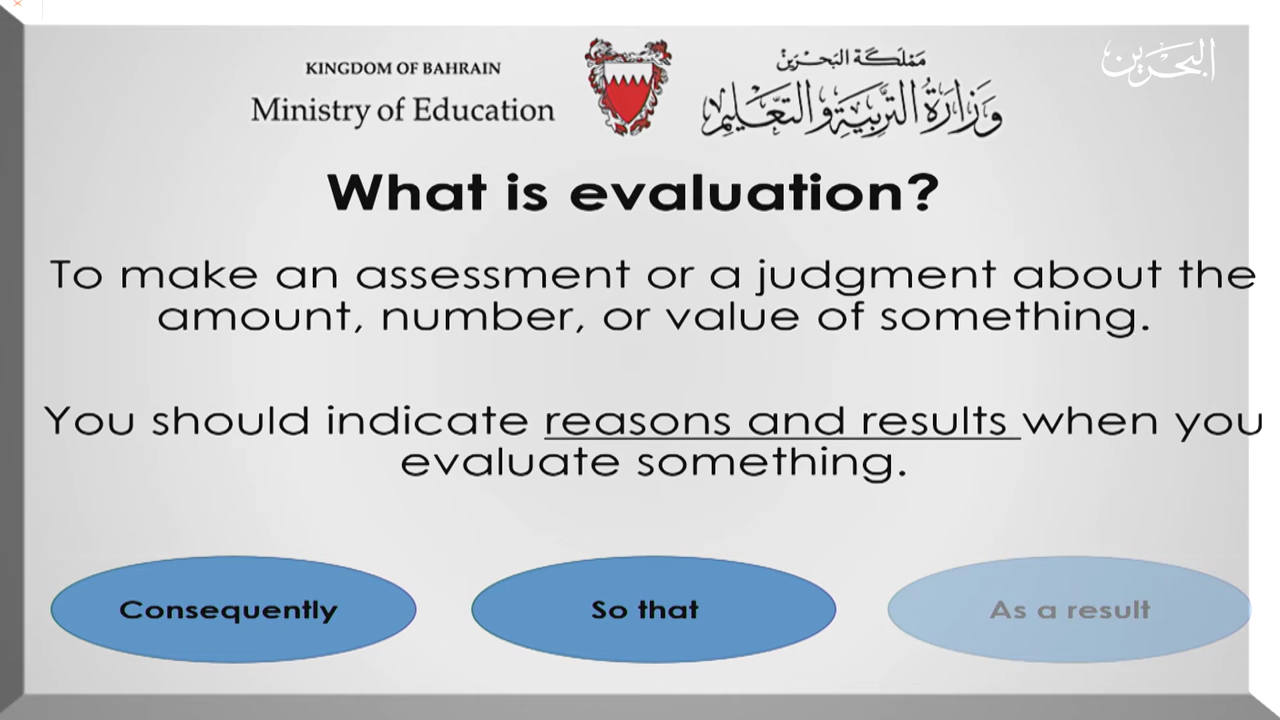 KINGDOM OF BAHRAIN
Ministry of Education
مملكة البحرين
وزارة التربية والتعليم
البحرين
What is evaluation?
To make an assessment or a judgment about the
amount, number, or value of something.
You should indicate reasons and results when you
evaluate something.
Consequently
So that
As a result